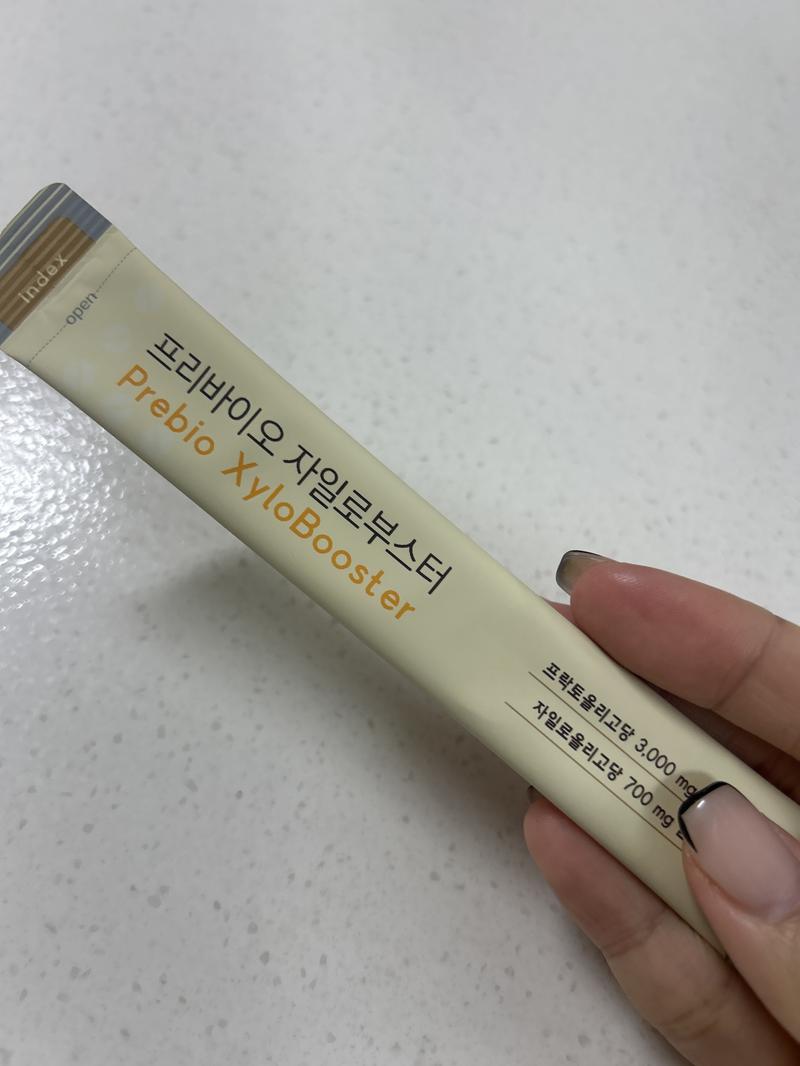 index
open
프리바이오 자일로부스터
Prebio XyloBooster
프락토올리고당 3,000 mg
자일로올리고당 700 mg